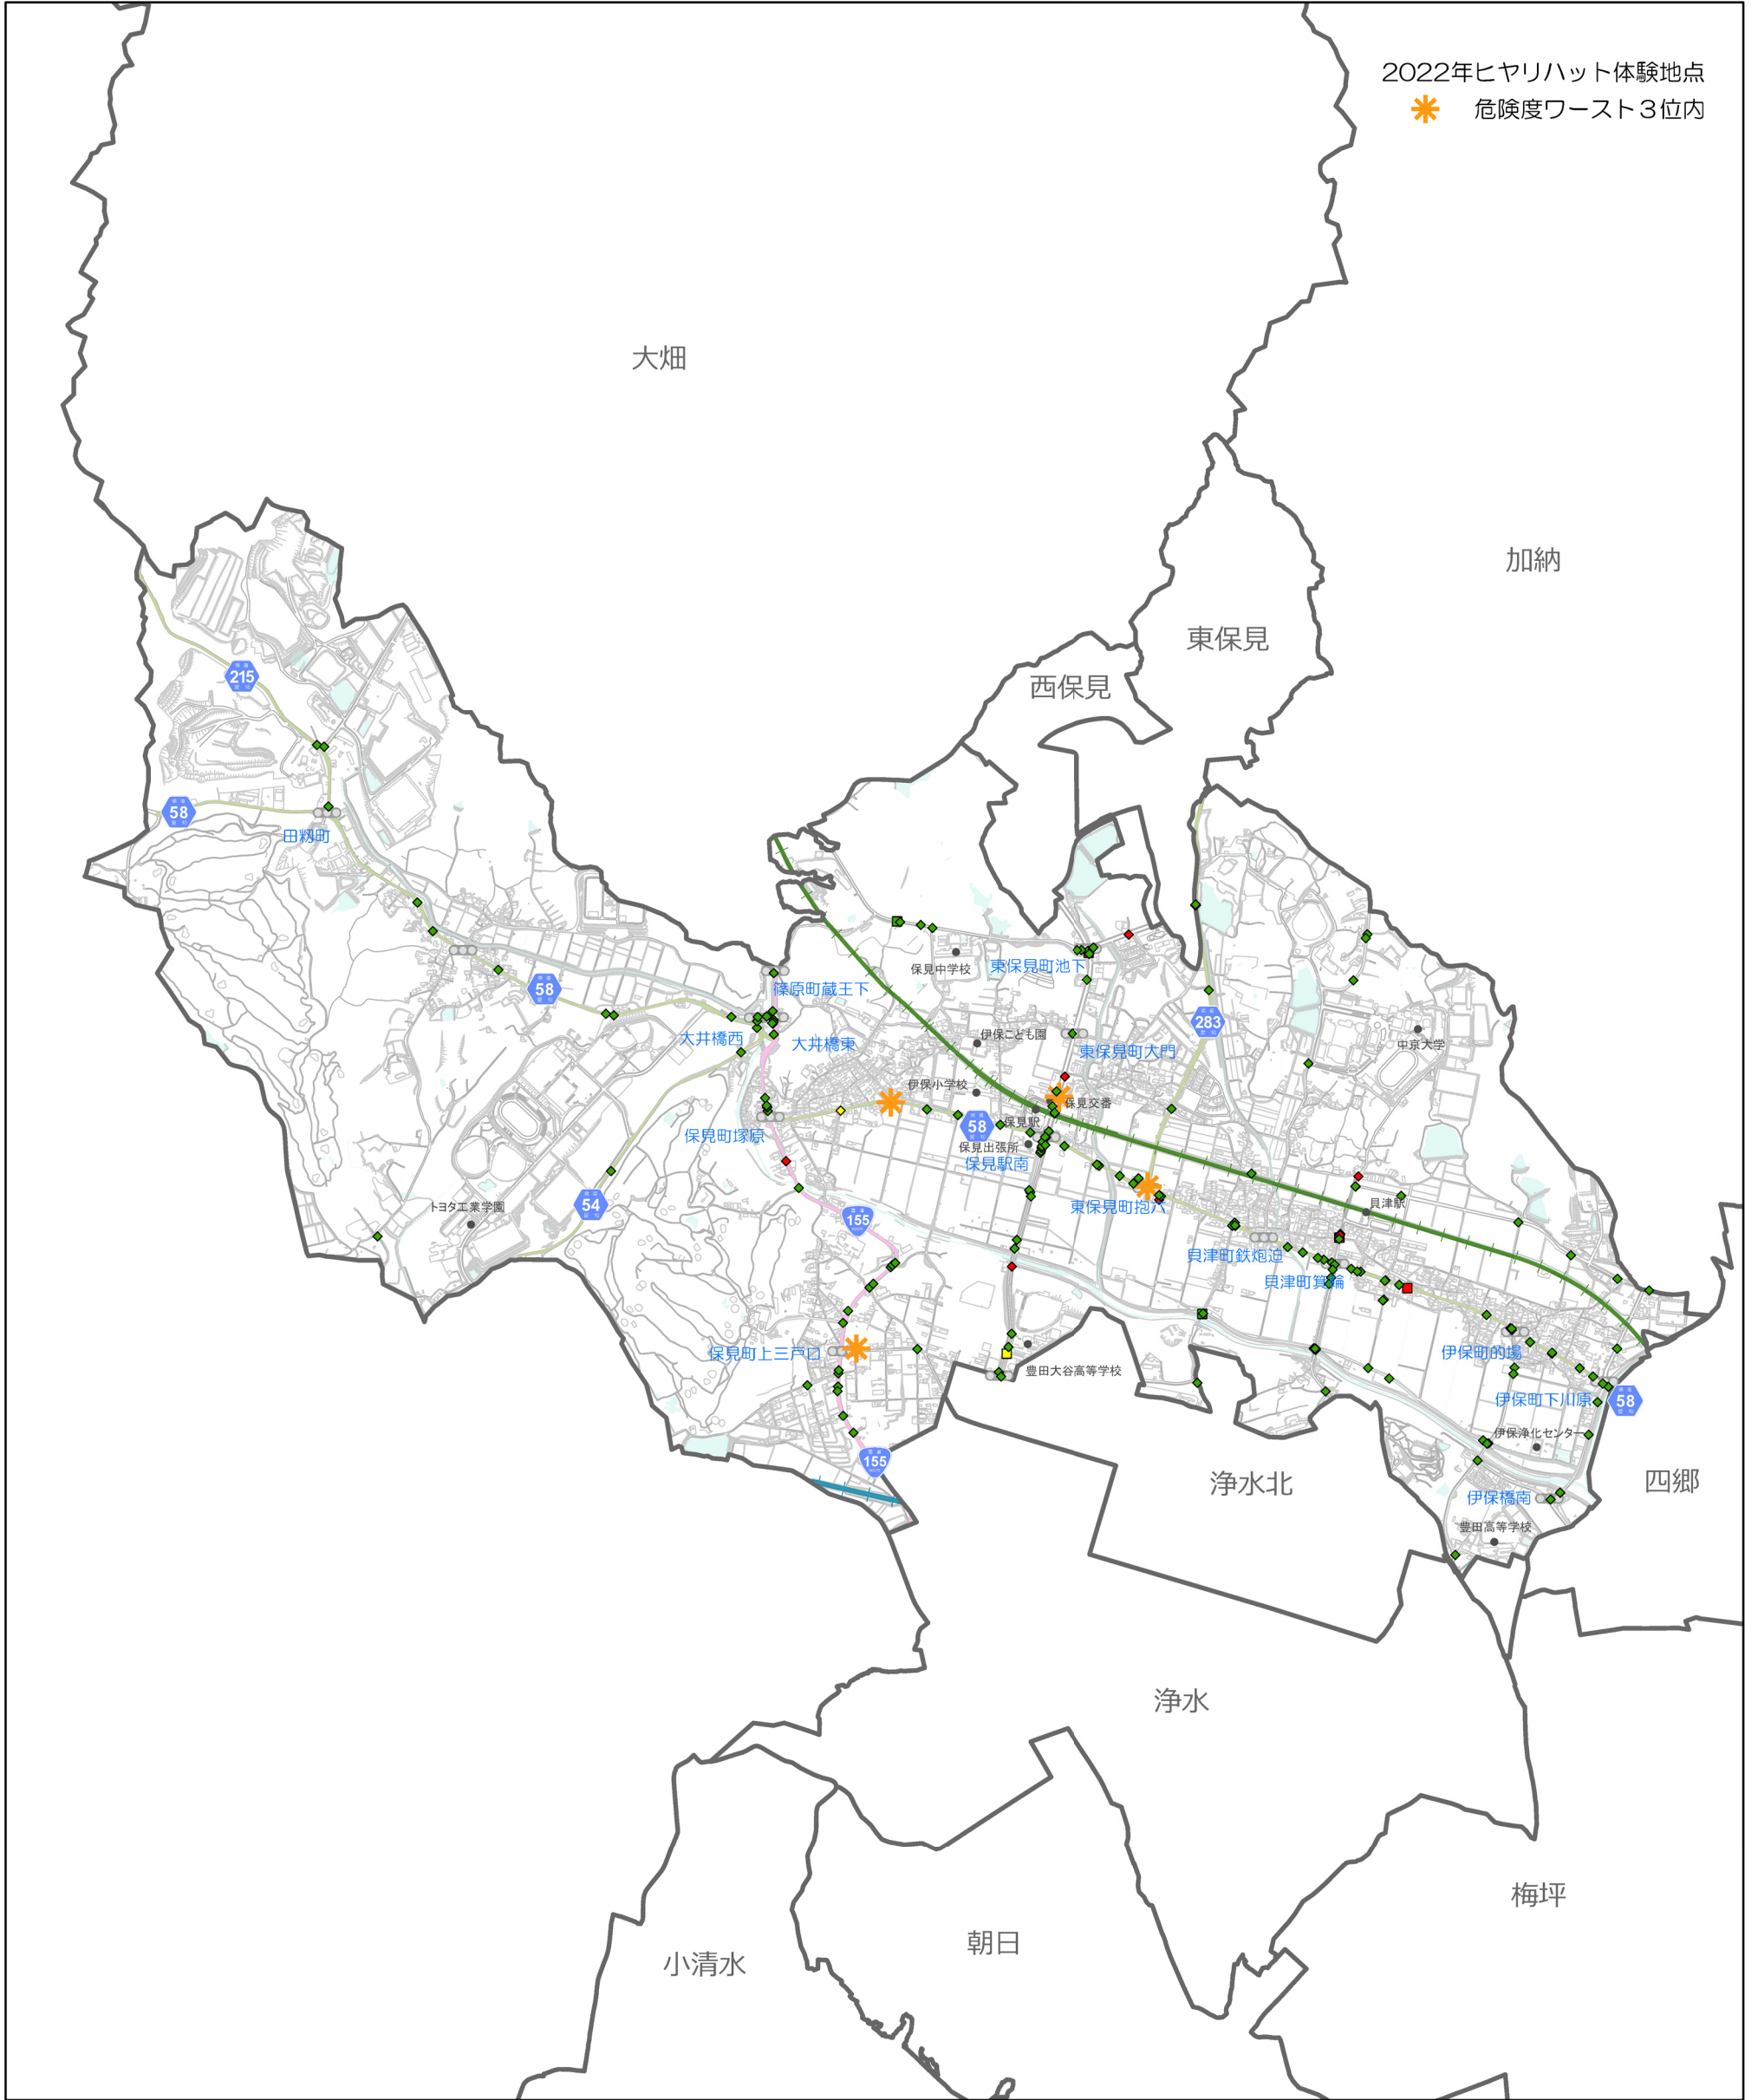 2022年ヒヤリハット体験地点
危険度ワースト3位内
大畑
加納
東保見
西保見
215
58
田籾町
保見中学校
東保見町池下
篠原町蔵王下
58
283
大井橋西
大井橋東
伊保こども園
東保見町大門
中京大学
伊保小学校
保見交番
保見駅
58
保見町塚原
保見出張所
保見駅南
トヨタ工業学園
54
155
東保見町抱六
貝津駅
貝津町鉄炮迫
貝津町箕輪
保見町上三戸口
豊田大谷高等学校
伊保町的場
伊保町下川原
58
伊保浄化センター
155
浄水北
四郷
伊保橋南
豊田高等学校
浄水
梅坪
朝日
小清水